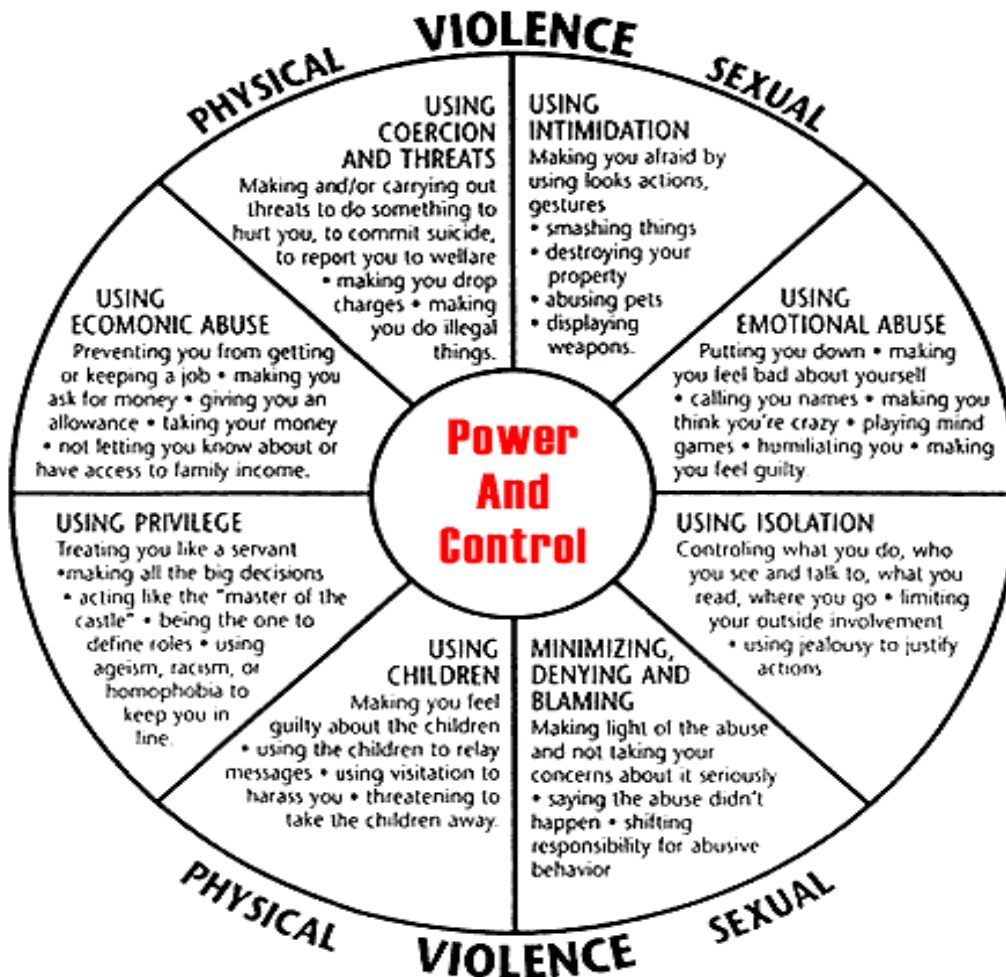 PHYSICAL VIOLENCE SEXUAL
USING
COERCION
AND THREATS
Making and/or carrying out
threats to do something to
hurt you, to commit suicide,
to report you to welfare
• making you drop
charges • making
you do illegal
things.
USING
INTIMIDATION
Making you afraid by
using looks actions,
gestures
• smashing things
• destroying your
property
• abusing pets
• displaying
weapons.
USING
ECOMONIC ABUSE
Preventing you from getting
or keeping a job • making you
ask for money • giving you an
allowance • taking your money
• not letting you know about or
have access to family income.
USING
EMOTIONAL ABUSE
Putting you down • making
you feel bad about yourself
• calling you names • making you
think you're crazy • playing mind
games • humiliating you • making
you feel guilty.
Power
And
Control
USING PRIVILEGE
Treating you like a servant
•making all the big decisions
• acting like the "master of the
castle" • being the one to
define roles • using
ageism, racism, or
homophobia to
keep you in
line.
USING ISOLATION
Controling what you do, who
you see and talk to, what you
read, where you go • limiting
your outside involvement
• using jealousy to justify
actions
USING
CHILDREN
Making you feel
guilty about the children
• using the children to relay
messages • using visitation to
harass you • threatening to
take the children away.
MINIMIZING,
DENYING AND
BLAMING
Making light of the abuse
and not taking your
concerns about it seriously
• saying the abuse didn't
happen • shifting
responsibility for abusive
behavior
PHYSICAL VIOLENCE SEXUAL